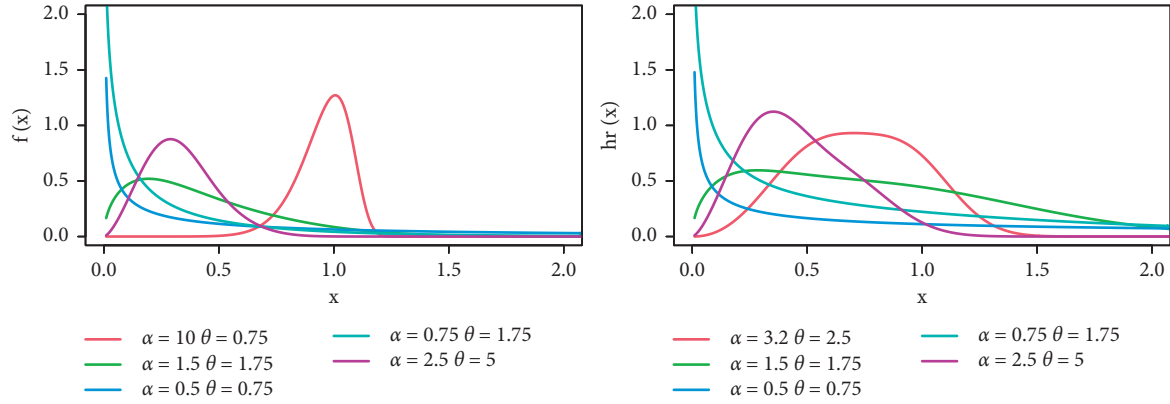 2.0
1.5
1.0
0.5
0.0
f (x)
0.0 0.5 1.0 1.5 2.0
x
α = 10 θ = 0.75
α = 1.5 θ = 1.75
α = 0.5 θ = 0.75
α = 0.75 θ = 1.75
α = 2.5 θ = 5
2.0
1.5
1.0
0.5
0.0
hr (x)
0.0 0.5 1.0 1.5 2.0
x
α = 3.2 θ = 2.5
α = 1.5 θ = 1.75
α = 0.5 θ = 0.75
α = 0.75 θ = 1.75
α = 2.5 θ = 5